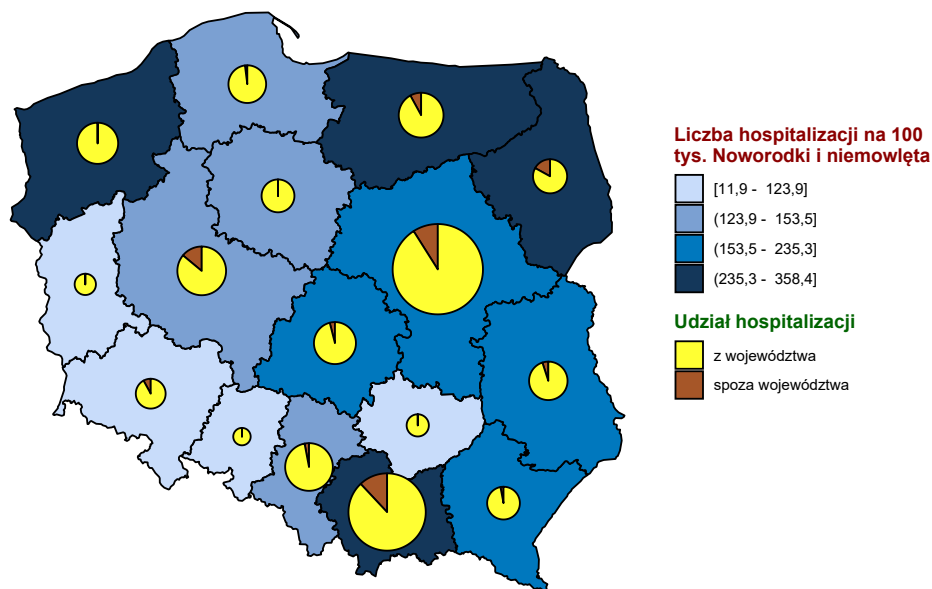 Liczba hospitalizacji na 100
tys. Noworodki i niemowlęta
[11,9 - 123,9]
(123,9 - 153,5]
(153,5 - 235,3]
(235,3 - 358,4]
Udział hospitalizacji
z województwa
spoza województwa